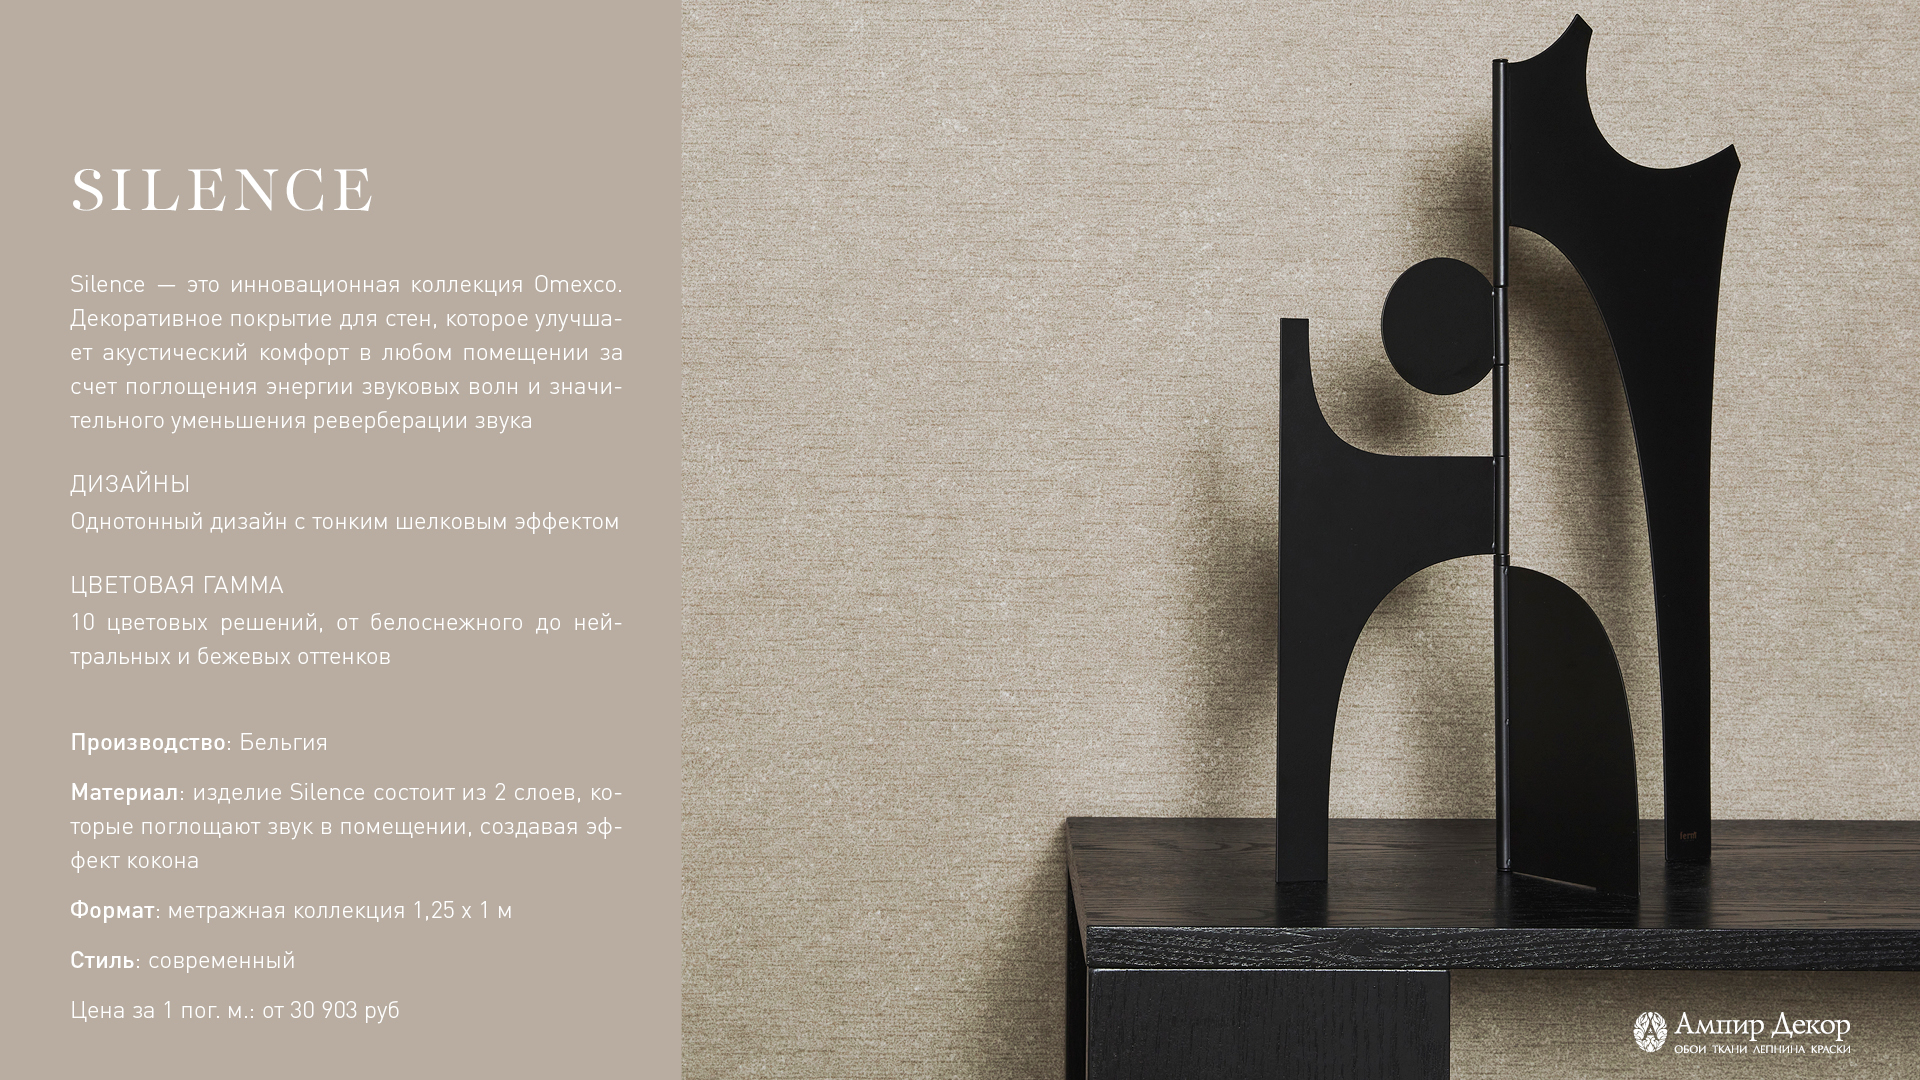 SILENCE
Silence — это инновационная коллекция Omexco.
Декоративное покрытие для стен, которое улучша-
ет акустический комфорт в любом помещении за
счет поглощения энергии звуковых волн и значи-
тельного уменьшения реверберации звука
ДИЗАЙНЫ
Однотонный дизайн с тонким шелковым эффектом
ЦВЕТОВАЯ ГАММА
10 цветовых решений, от белоснежного до ней-
тральных и бежевых оттенков
Производство: Бельгия
Материал: изделие Silence состоит из 2 слоев, ко-
торые поглощают звук в помещении, создавая эф-
фект кокона
Формат: метражная коллекция 1,25 х 1 м
Стиль: современный
Цена за 1 пог. м.: от 30 903 руб
Ампир Декор
ОБОИ ТКАНИ ЛЕПНИНА КРАСКИ